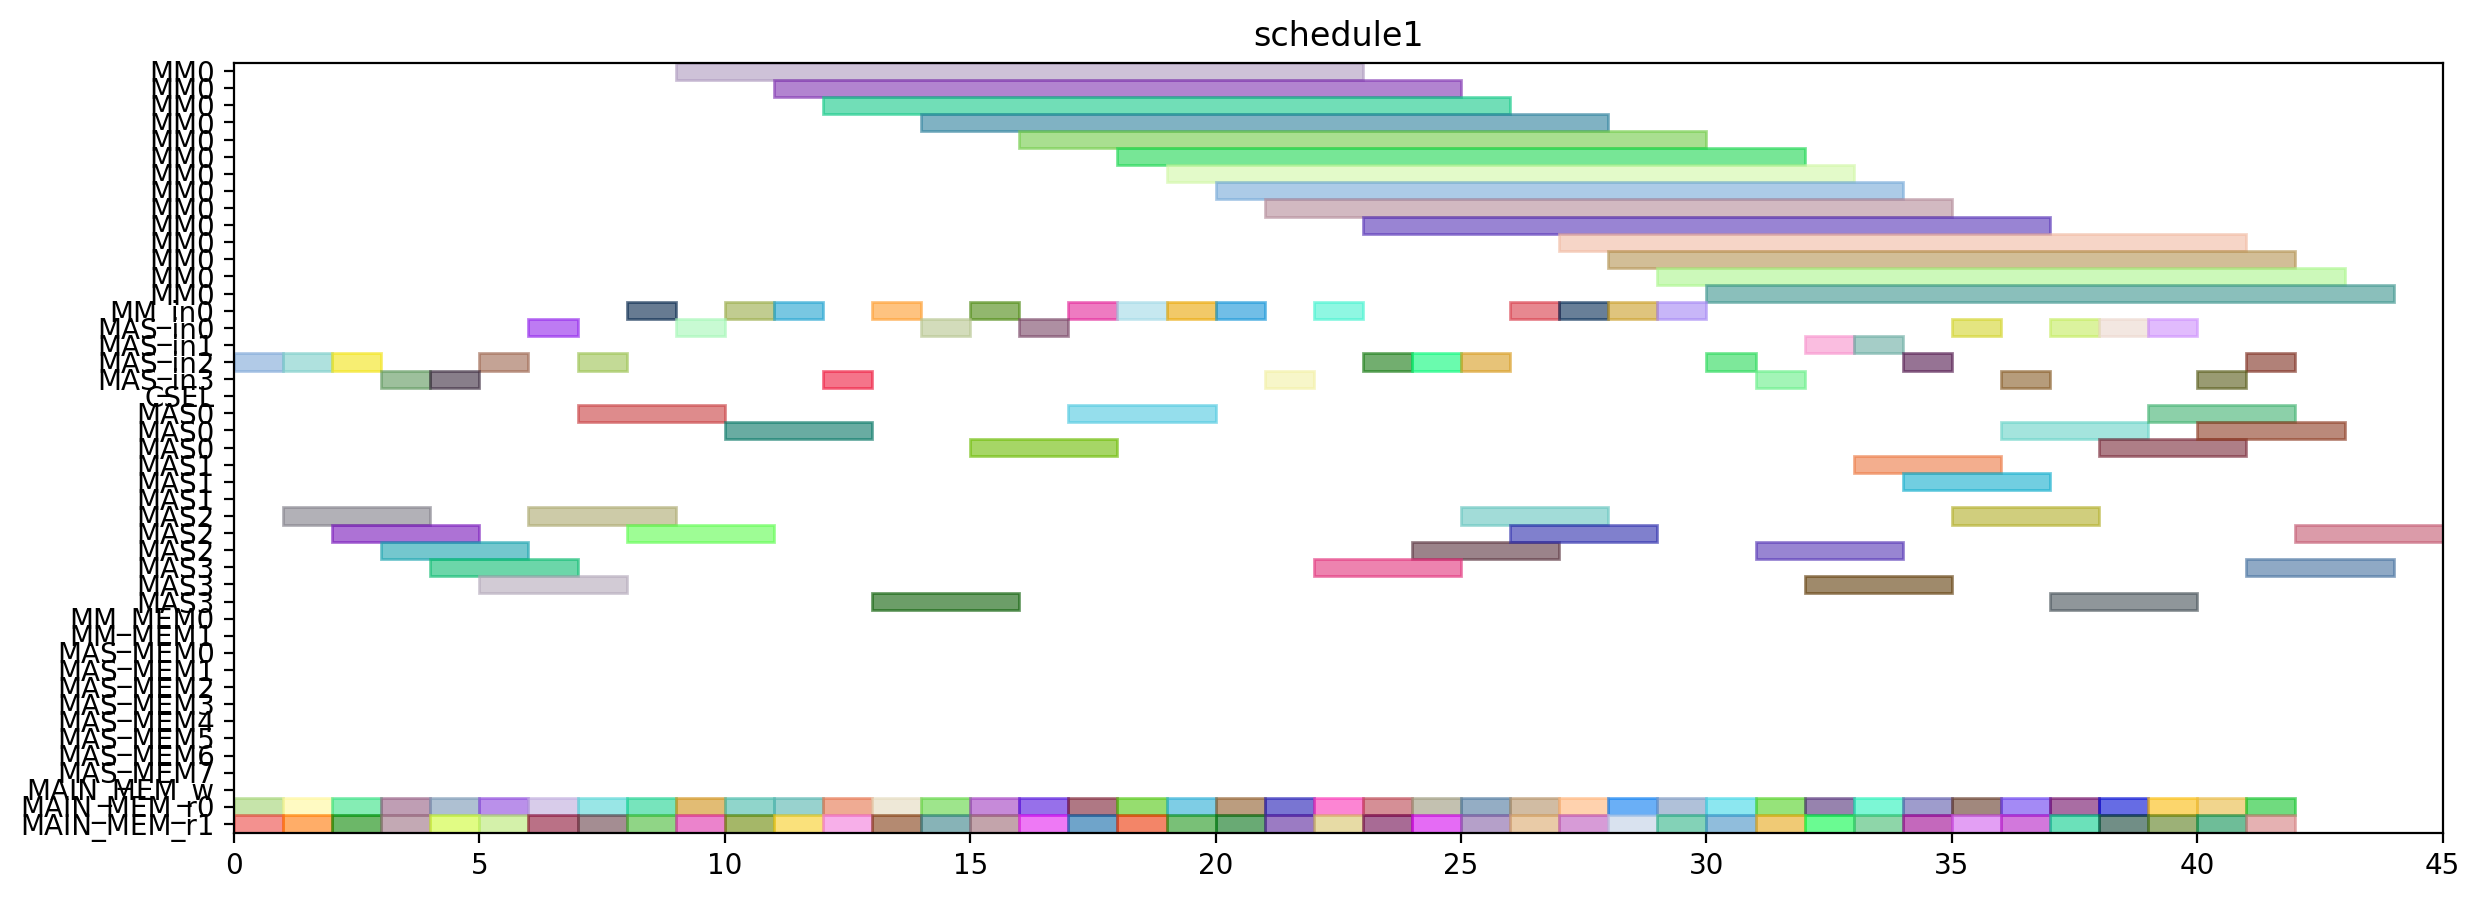 schedule1
MM0
MM0
MM0
MM0
MM0
MM0
MM0
MM0
MM0
MM0
MM0
MM0
MM0
MM0
MM_in0
MAS_in0
MAS_in1
MAS_in2
MAS_in3
CSEL
MAS0
MAS0
MAS0
MAS1
MAS1
MAS1
MAS2
MAS2
MAS2
MAS3
MAS3
MAS3
MM_MEM0
MM_MEM1
MAS_MEM0
MAS_MEM1
MAS_MEM2
MAS_MEM3
MAS_MEM4
MAS_MEM5
MAS_MEM6
MAS_MEM7
MAIN_MEM_w
MAIN_MEM_r0
MAIN_MEM_r1
0 5 10 15 20 25 30 35 40 45